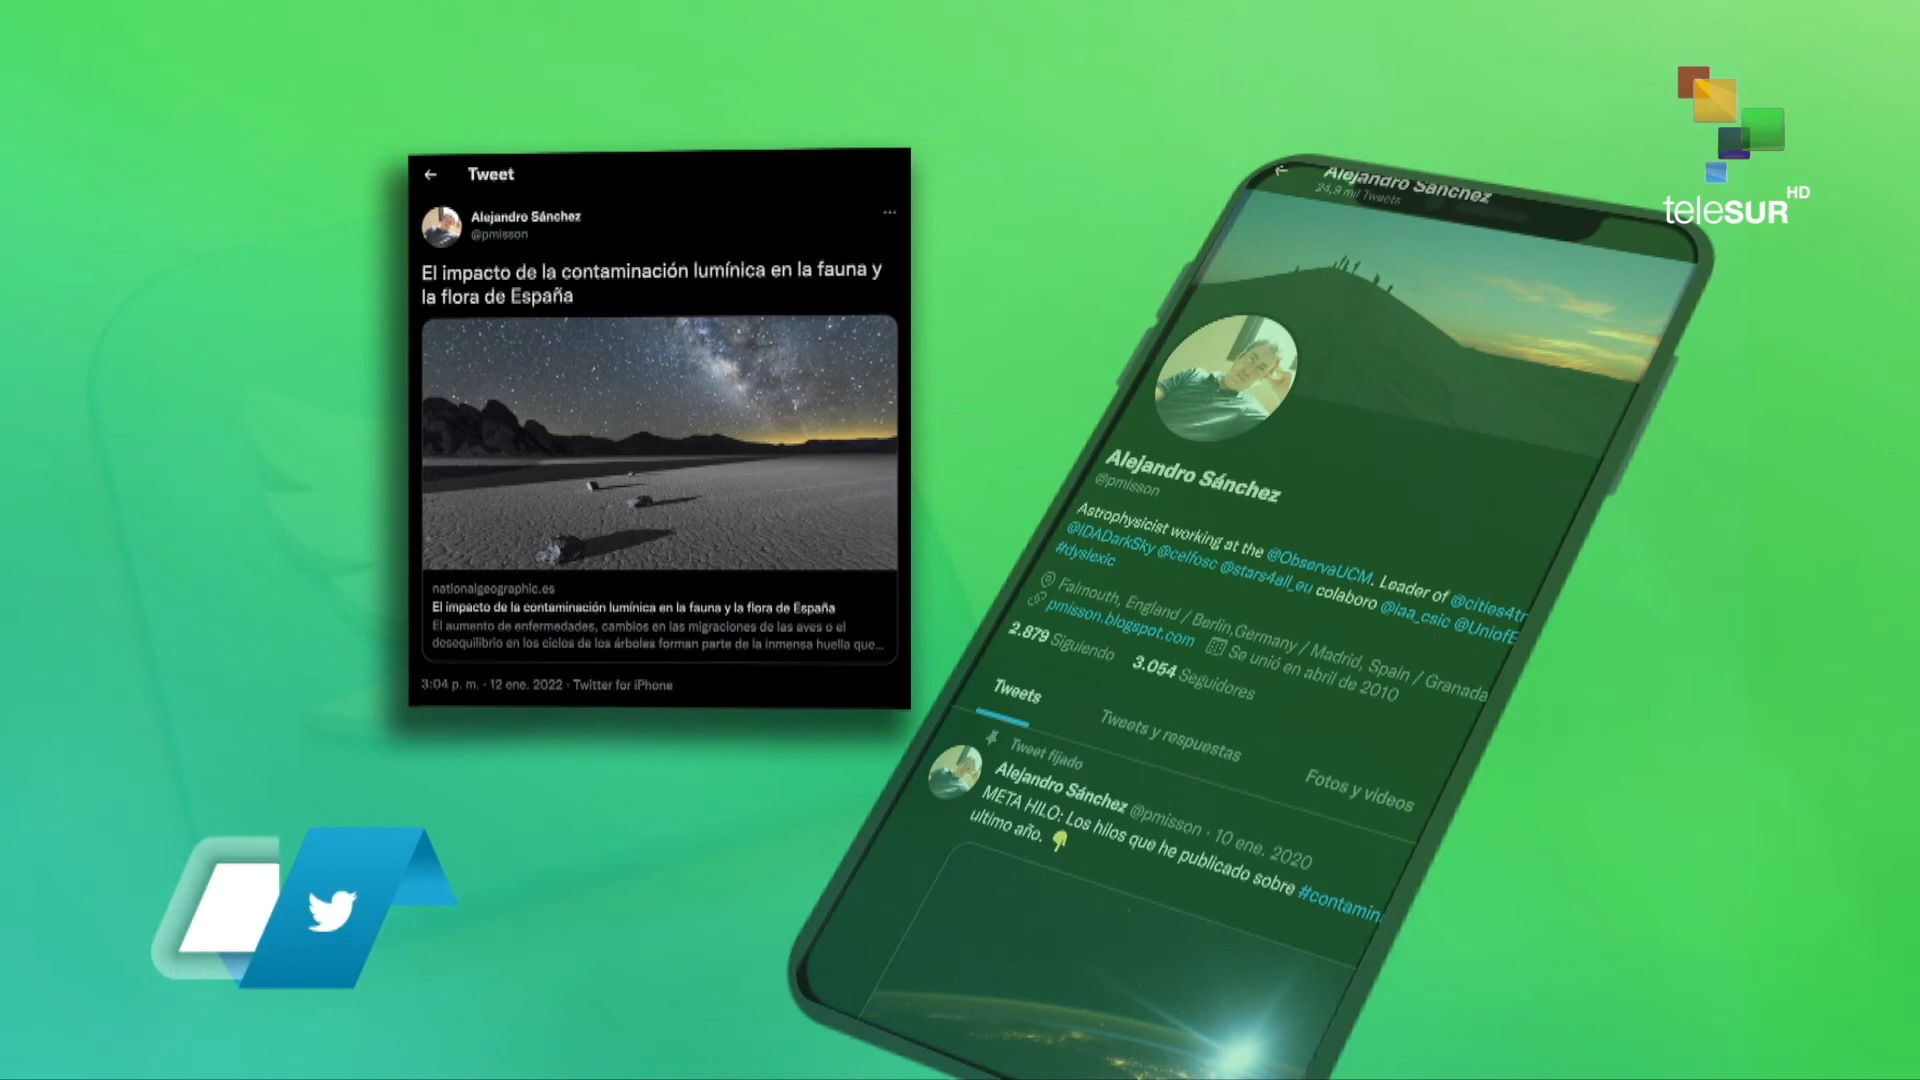 Tweet
Alejandro Sánchez
@pmisson
El impacto de la contaminación lumínica en la fauna y
la flora de España
nationalgeographic.es
El impacto de la contaminación lumínica en la fauna y la flora de España
El aumento de enfermedades, cambios en las migraciones de las aves o el
desequilibrio en los ciclos de los árboles forman parte de la inmensa huella que...
3:04 p. m. · 12 ene. 2022 · Twitter for iPhone
teleSUR HD
Alejandro Sánchez
24,9 mil Tweets
Alejandro Sánchez
@pmisson
Astrophysicist working at the @ObservaUCM. Leader of @cities4tr
@IDADarkSky @celfosc @stars4all_eu colaboro @iaa_csic @UniofE
#dyslexic
Falmouth, England / Berlin,Germany / Madrid, Spain / Granada
pmisson.blogspot.com Se unió en abril de 2010
2.879 Siguiendo 3.054 Seguidores
Tweets Tweets y respuestas Fotos y videos
Tweet fijado
Alejandro Sánchez @pmisson · 10 ene. 2020
META HILO: Los hilos que he publicado sobre #contamin
ultimo año.